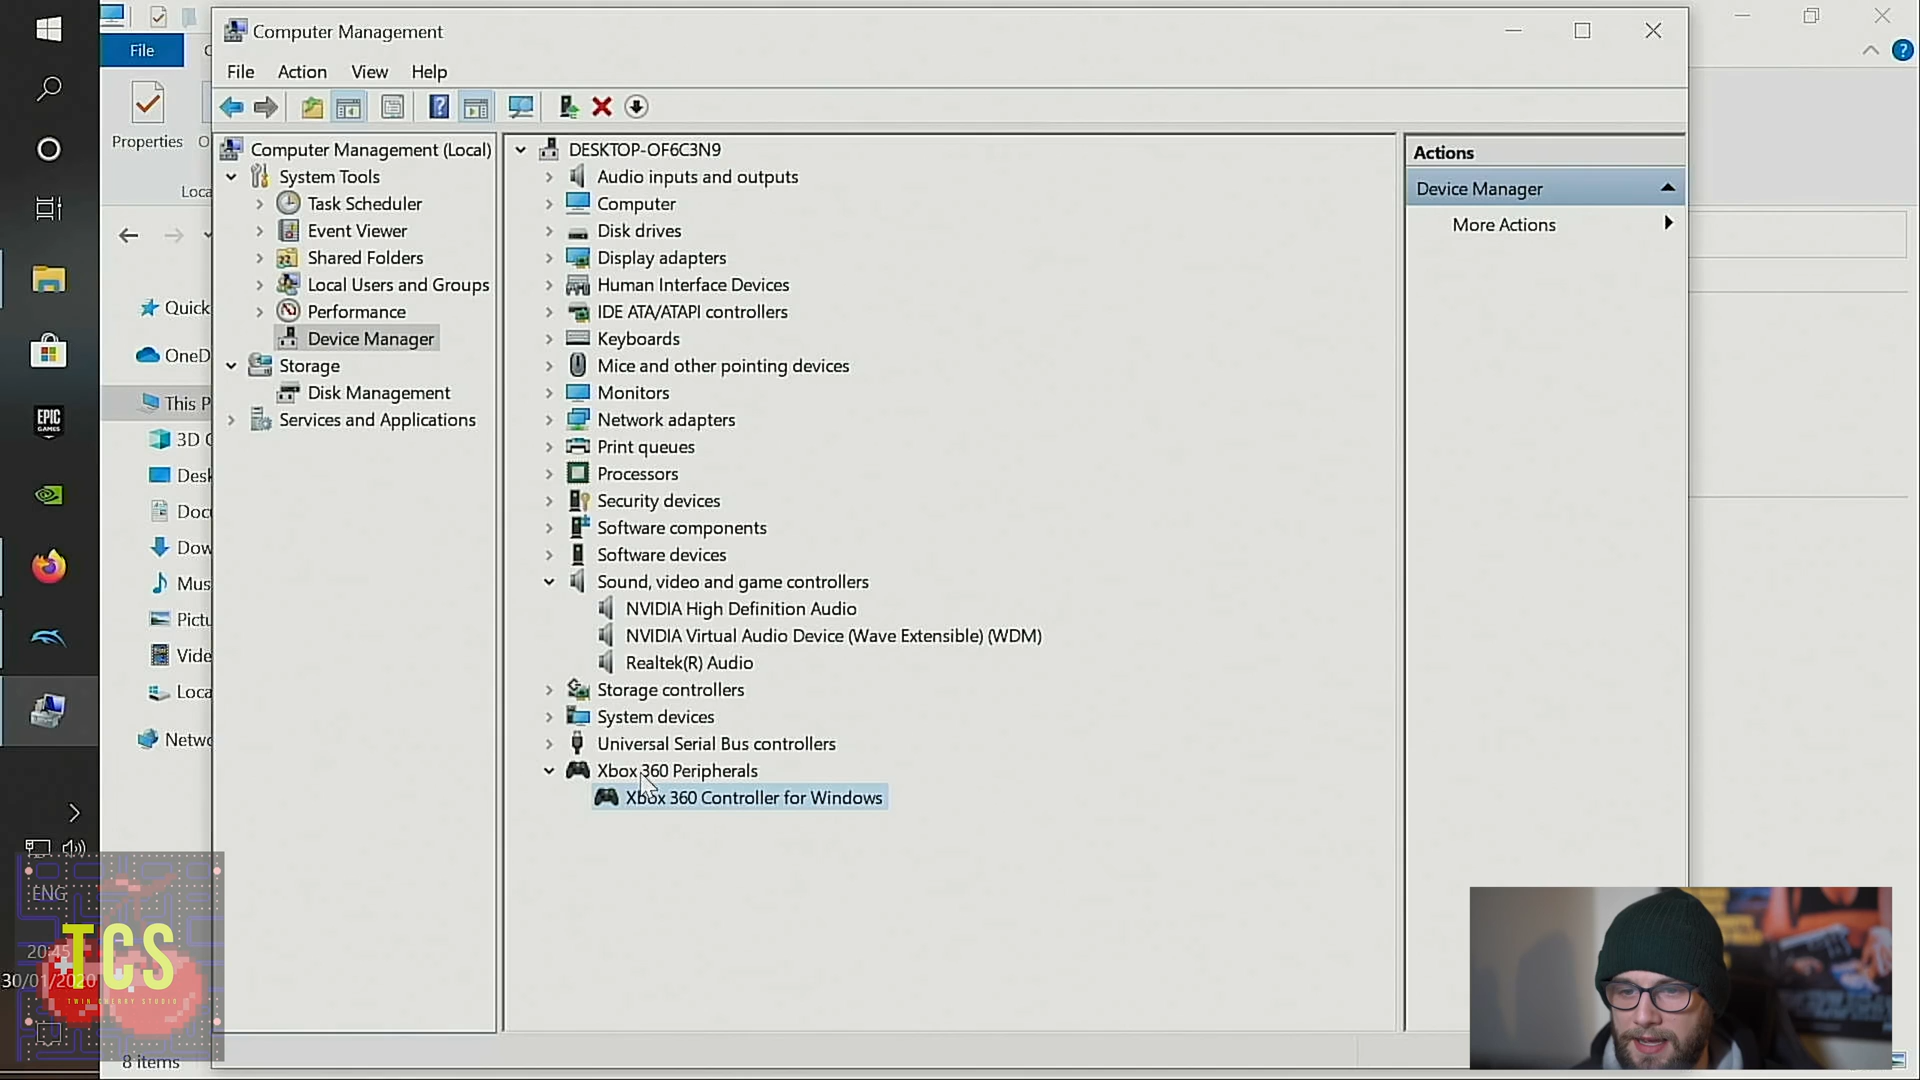 Computer Management
File
File Action View Help
Properties
Loca
Computer Management (Local)
System Tools
Task Scheduler
Event Viewer
Shared Folders
Local Users and Groups
Performance
Device Manager
Storage
Disk Management
Services and Applications
DESKTOP-OF6C3N9
Audio inputs and outputs
Computer
Disk drives
Display adapters
Human Interface Devices
IDE ATA/ATAPI controllers
Keyboards
Mice and other pointing devices
Monitors
Network adapters
Print queues
Processors
Security devices
Software components
Software devices
Sound, video and game controllers
NVIDIA High Definition Audio
NVIDIA Virtual Audio Device (Wave Extensible) (WDM)
Realtek(R) Audio
Storage controllers
System devices
Universal Serial Bus controllers
Xbox 360 Peripherals
Xbox 360 Controller for Windows
Actions
Device Manager
More Actions
Quick
OneD
This P
3D O
Desk
Docu
Dow
Mus
Pictu
Vide
Loca
Netwo
EPIC
GAMES
ENG
20:45
30/01/2020
TCS
TWIN CHERRY STUDIO
8 items